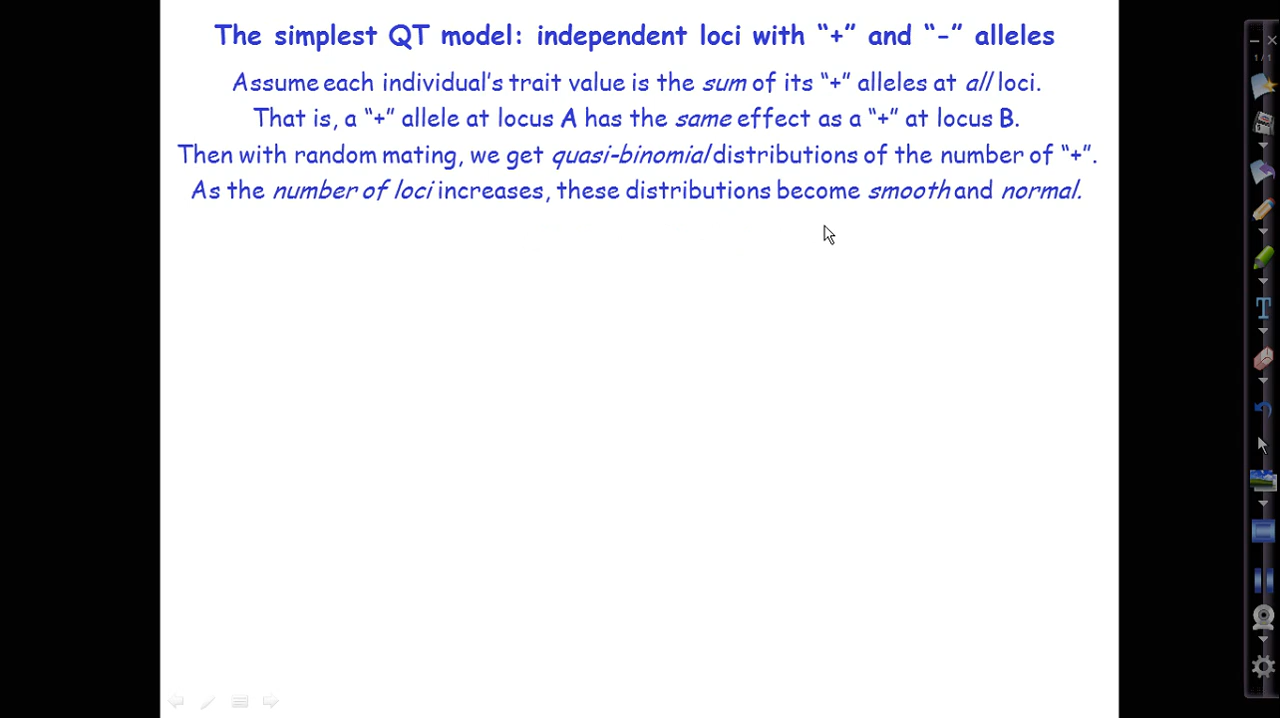 The simplest QT model: independent loci with “+” and “-” alleles
Assume each individual’s trait value is the sum of its “+” alleles at all loci.
That is, a “+” allele at locus A has the same effect as a “+” at locus B.
Then with random mating, we get quasi-binomial distributions of the number of “+”.
As the number of loci increases, these distributions become smooth and normal.
1/1
T